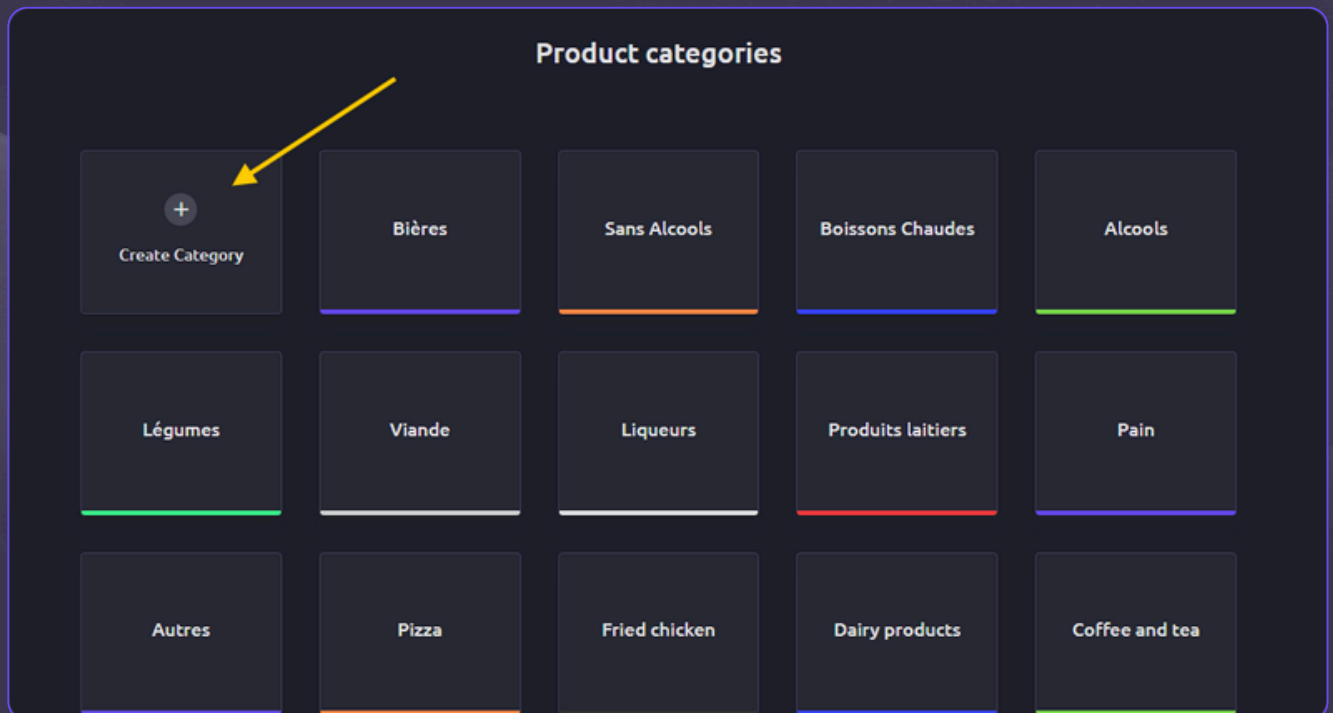 Product categories
Create Category
Bières
Sans Alcools
Boissons Chaudes
Alcools
Légumes
Viande
Liqueurs
Produits laitiers
Pain
Autres
Pizza
Fried chicken
Dairy products
Coffee and tea